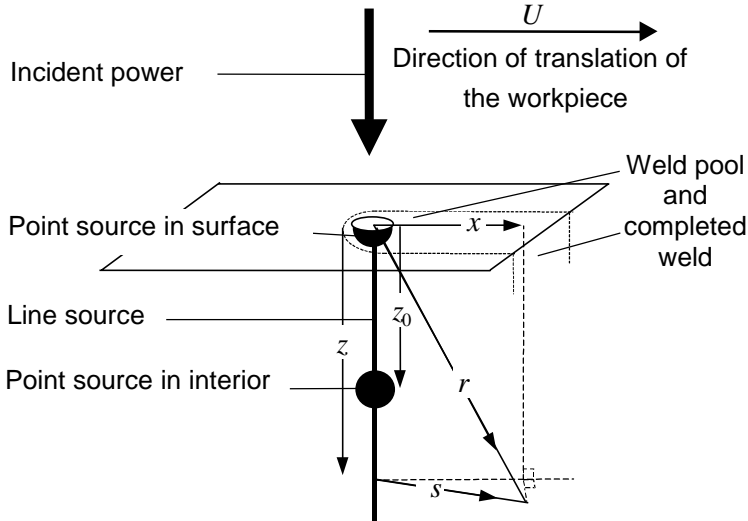 U
Incident power
Direction of translation of
the workpiece
Weld pool
and
completed
weld
Point source in surface
x
Line source
z
z0
Point source in interior
r
s